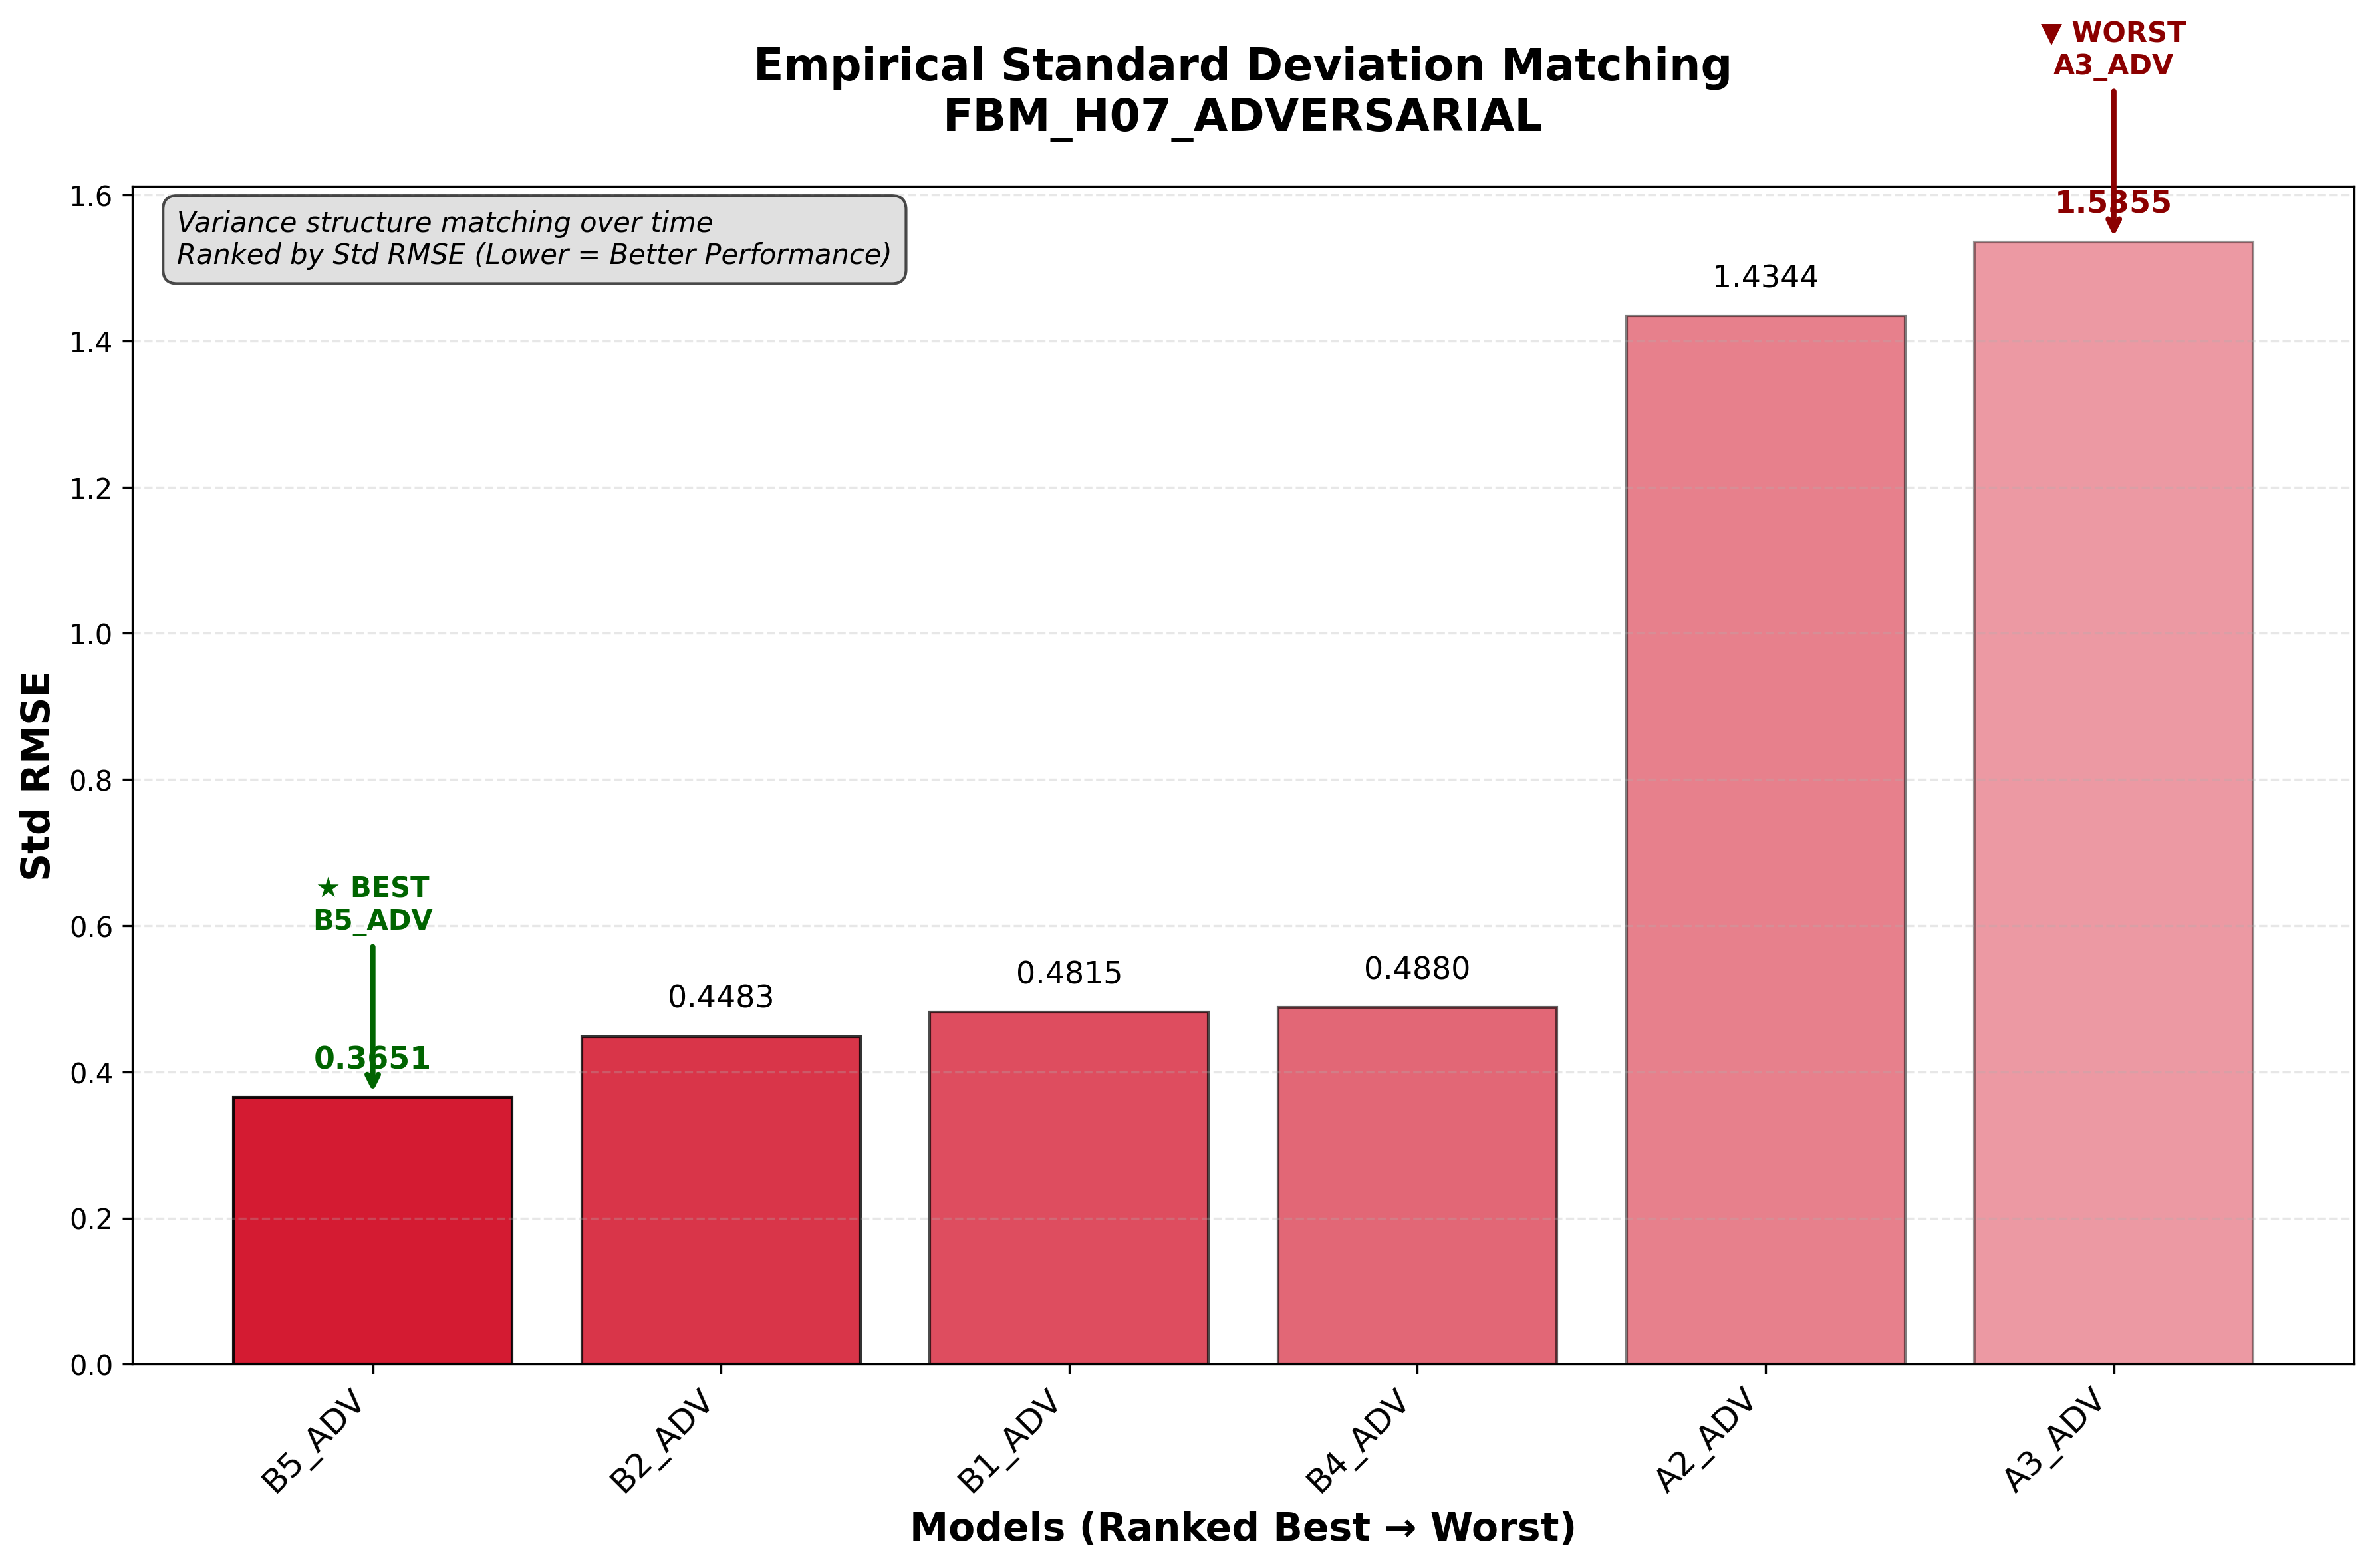 ▼ WORST
A3_ADV
Empirical Standard Deviation Matching
FBM_H07_ADVERSARIAL
Variance structure matching over time
Ranked by Std RMSE (Lower = Better Performance)
Std RMSE
1.6
1.4
1.2
1.0
0.8
0.6
0.4
0.2
0.0
★ BEST
B5_ADV
0.3651
0.4483
0.4815
0.4880
1.4344
1.5355
B5_ADV
B2_ADV
B1_ADV
B4_ADV
A2_ADV
A3_ADV
Models (Ranked Best → Worst)